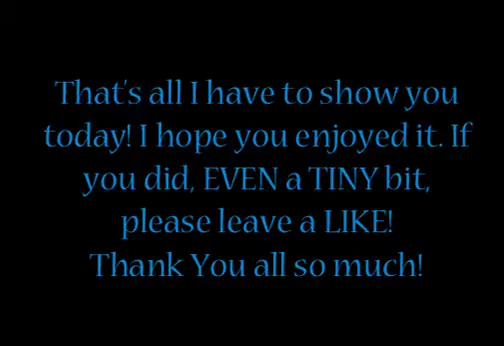 That's all I have to show you
today! I hope you enjoyed it. If
you did, EVEN a TINY bit,
please leave a LIKE!
Thank You all so much!